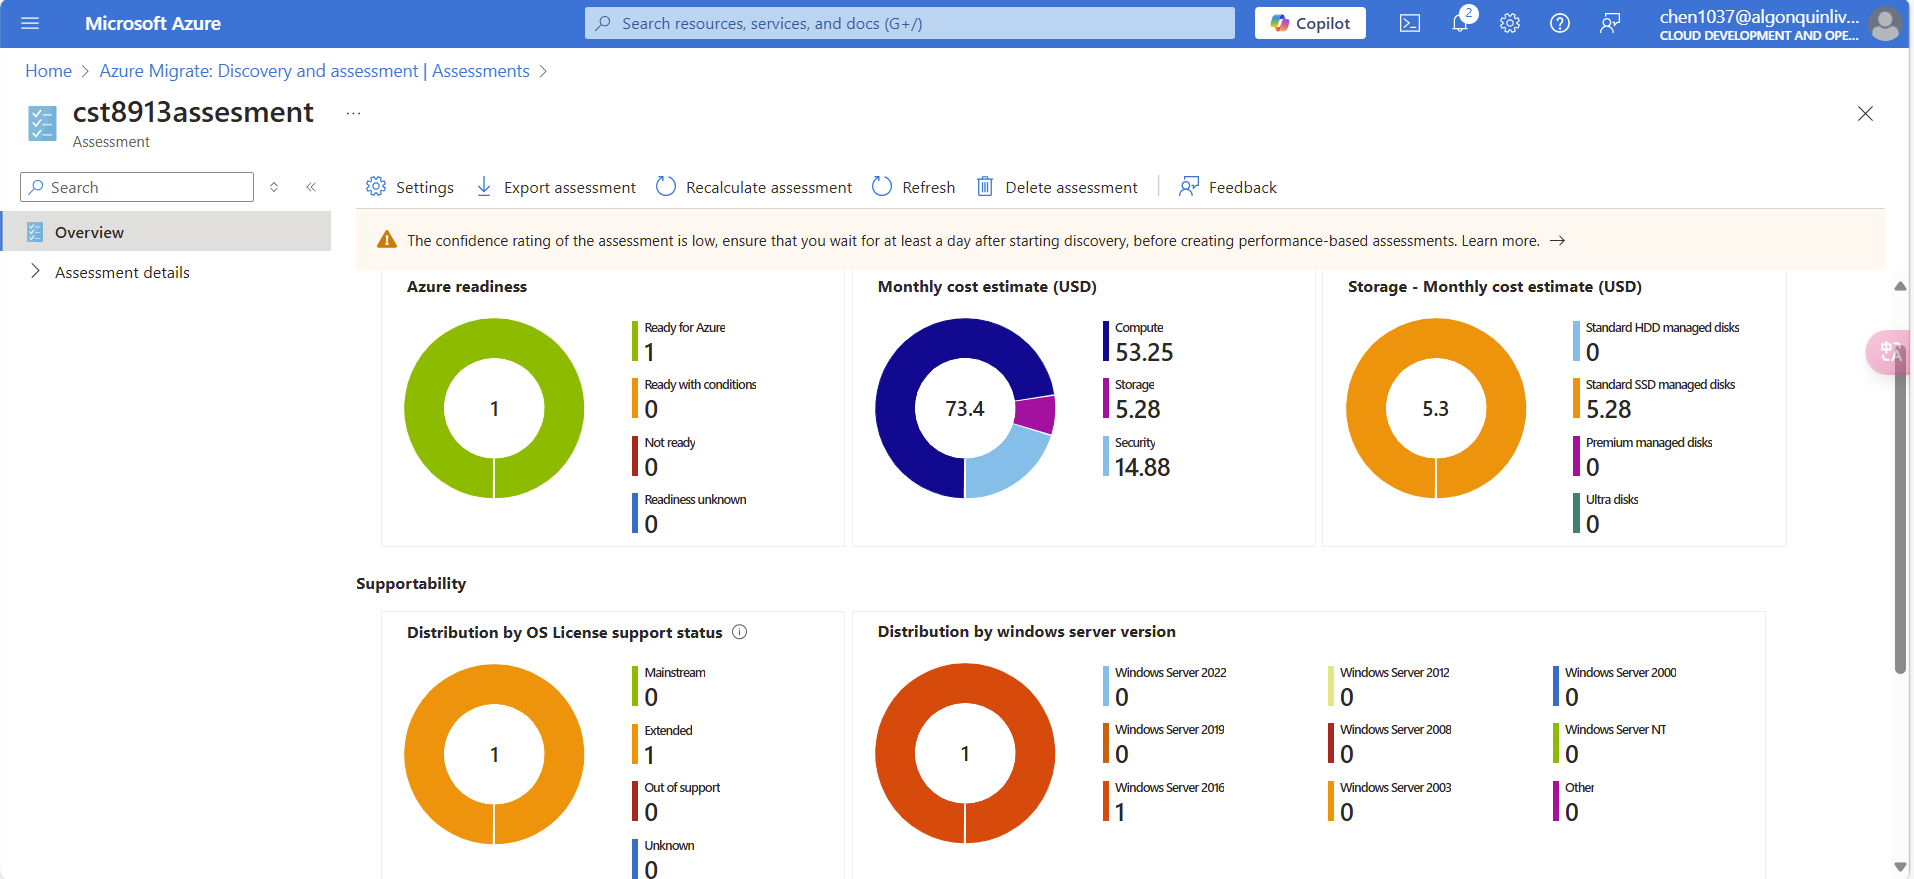 Microsoft Azure
Search resources, services, and docs (G+/)
Copilot
2
chen1037@algonquinliv...
CLOUD DEVELOPMENT AND OPE...
Home > Azure Migrate: Discovery and assessment | Assessments >
cst8913assesment ...
Assessment
Search
Overview
Assessment details
Settings
Export assessment
Recalculate assessment
Refresh
Delete assessment
Feedback
The confidence rating of the assessment is low, ensure that you wait for at least a day after starting discovery, before creating performance-based assessments. Learn more. →
Azure readiness
1
Ready for Azure
1
Ready with conditions
0
Not ready
0
Readiness unknown
0
Monthly cost estimate (USD)
73.4
Compute
53.25
Storage
5.28
Security
14.88
Storage - Monthly cost estimate (USD)
5.3
Standard HDD managed disks
0
Standard SSD managed disks
5.28
Premium managed disks
0
Ultra disks
0
中A
Supportability
Distribution by OS License support status
1
Mainstream
0
Extended
1
Out of support
0
Unknown
0
Distribution by windows server version
1
Windows Server 2022
0
Windows Server 2019
0
Windows Server 2016
1
Windows Server 2012
0
Windows Server 2008
0
Windows Server 2003
0
Windows Server 2000
0
Windows Server NT
0
Other
0